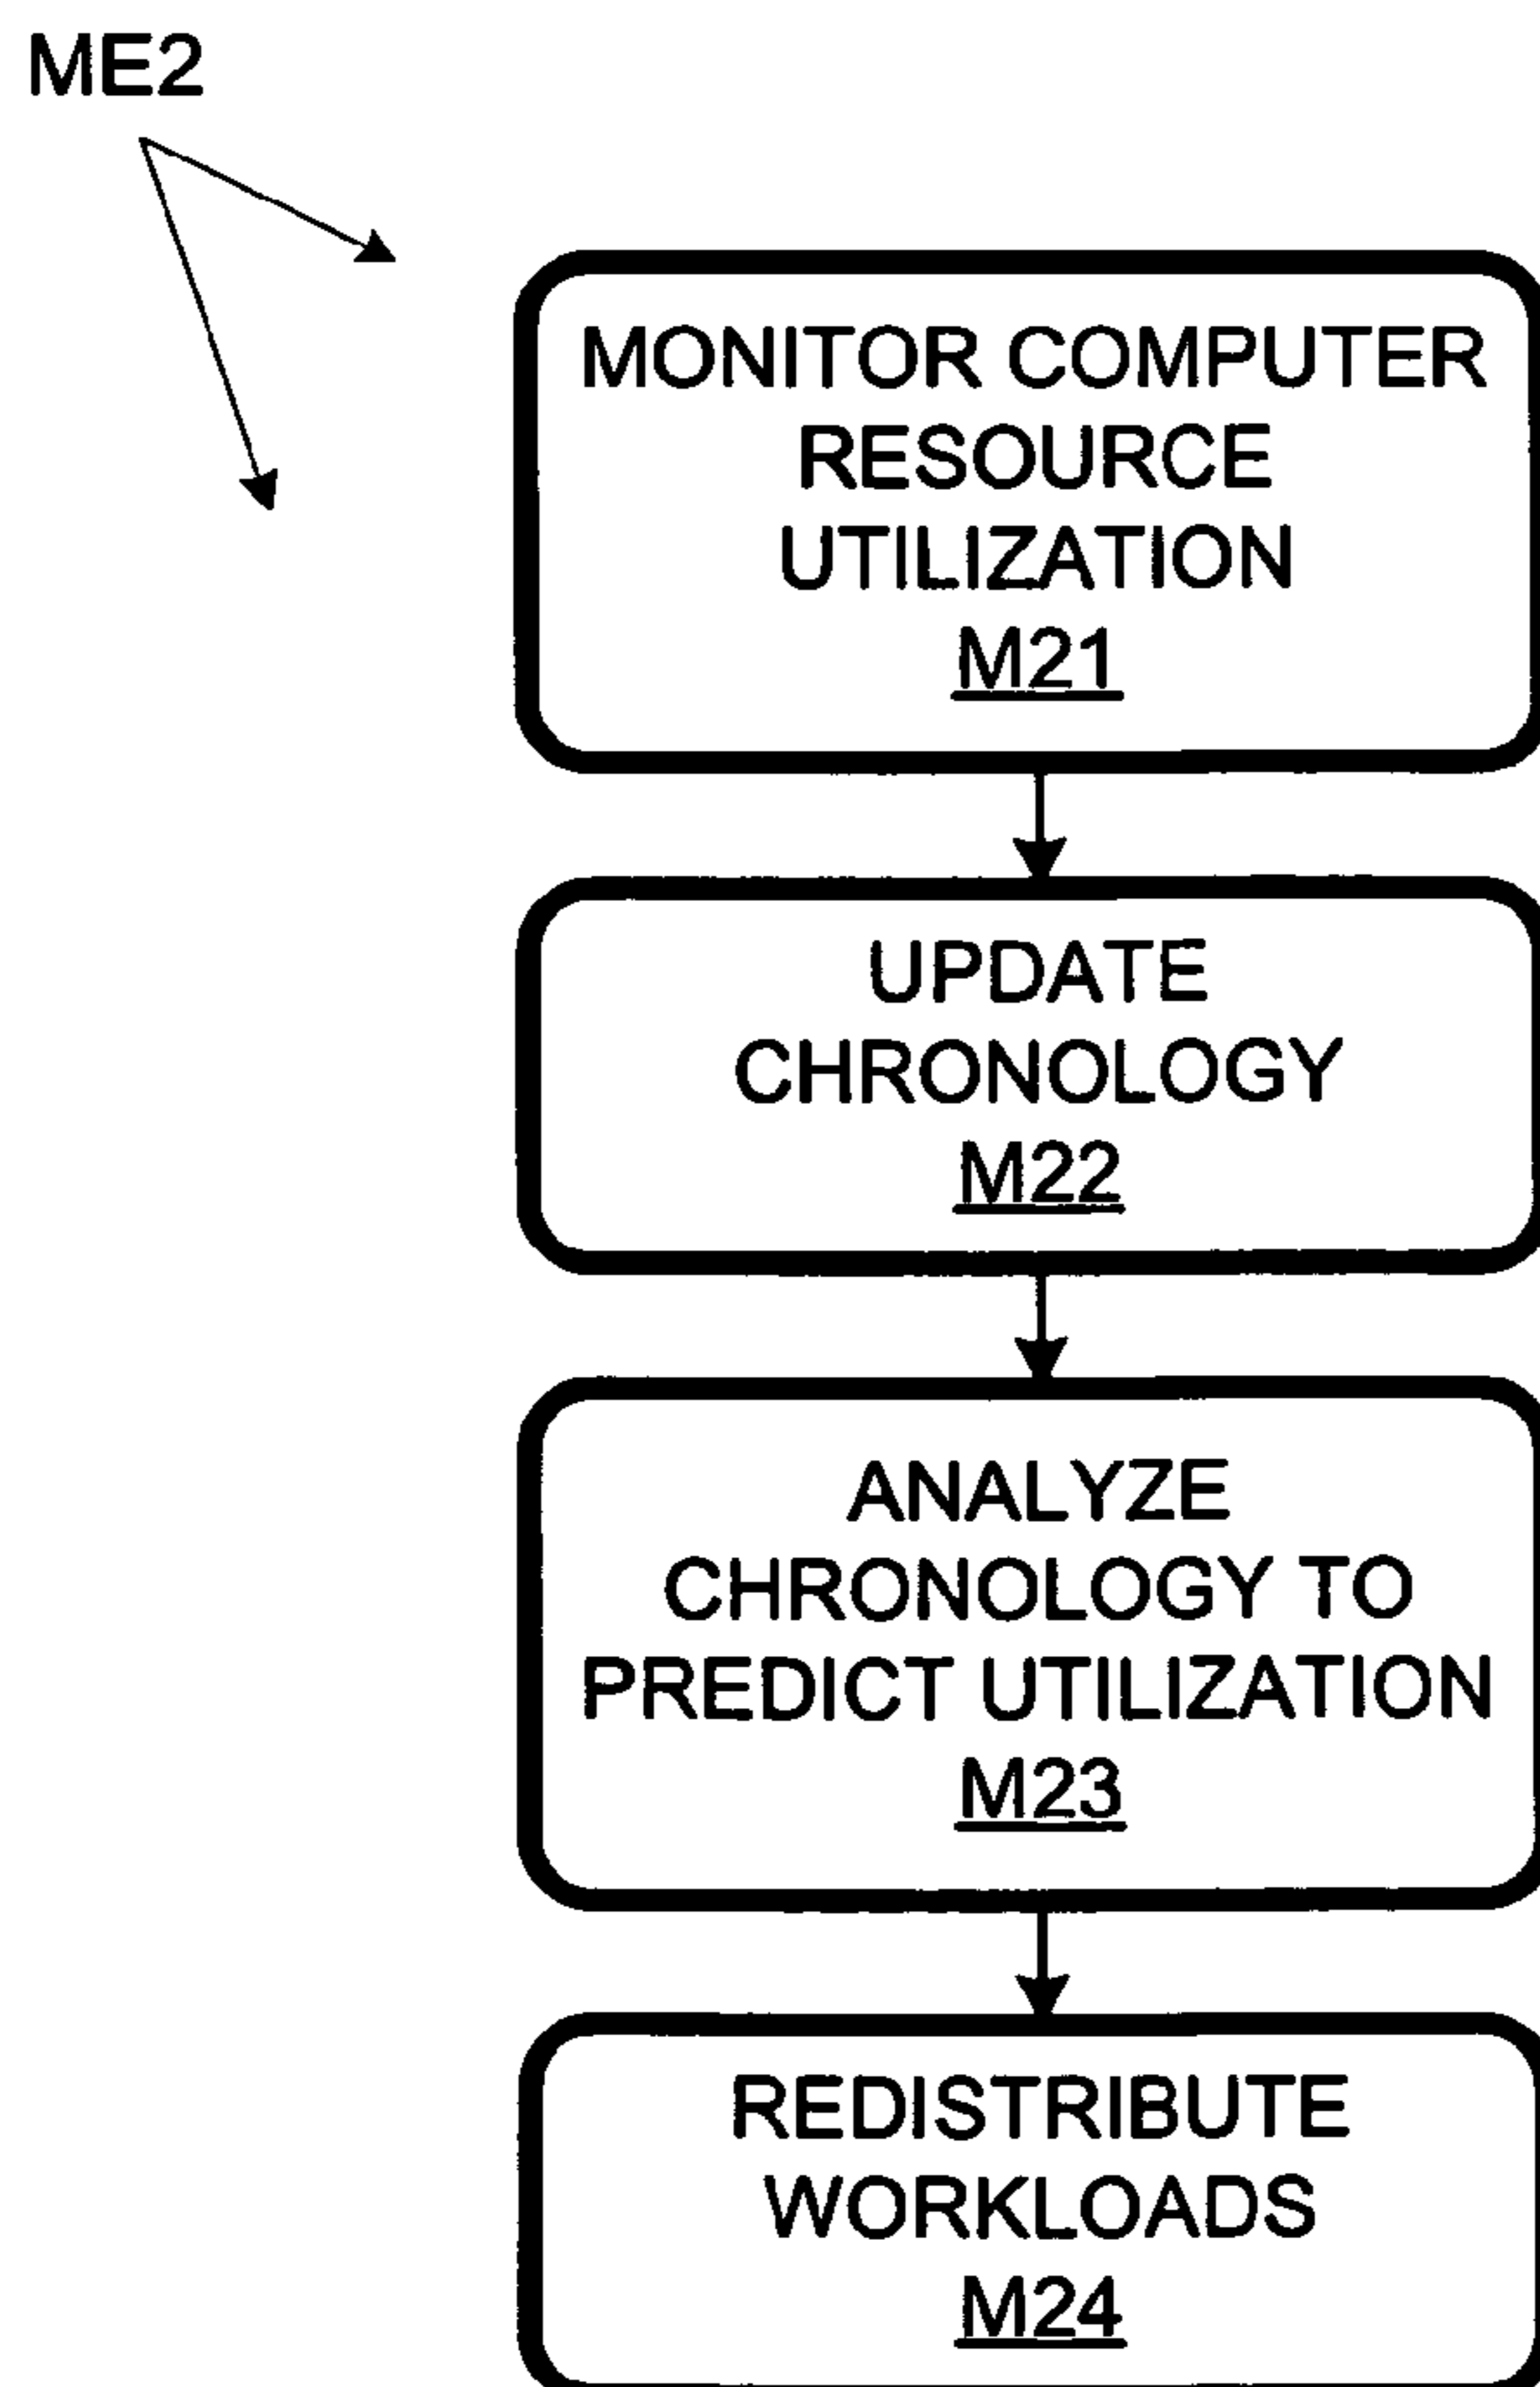 ME2
MONITOR COMPUTER
RESOURCE
UTILIZATION
M21
UPDATE
CHRONOLOGY
M22
ANALYZE
CHRONOLOGY TO
PREDICT UTILIZATION
M23
REDISTRIBUTE
WORKLOADS
M24